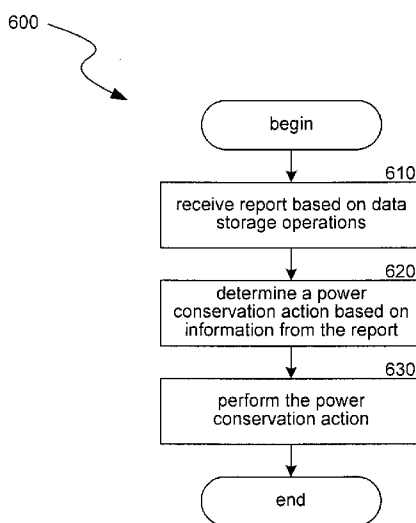 600
begin
610
receive report based on data
storage operations
620
determine a power
conservation action based on
information from the report
630
perform the power
conservation action
end